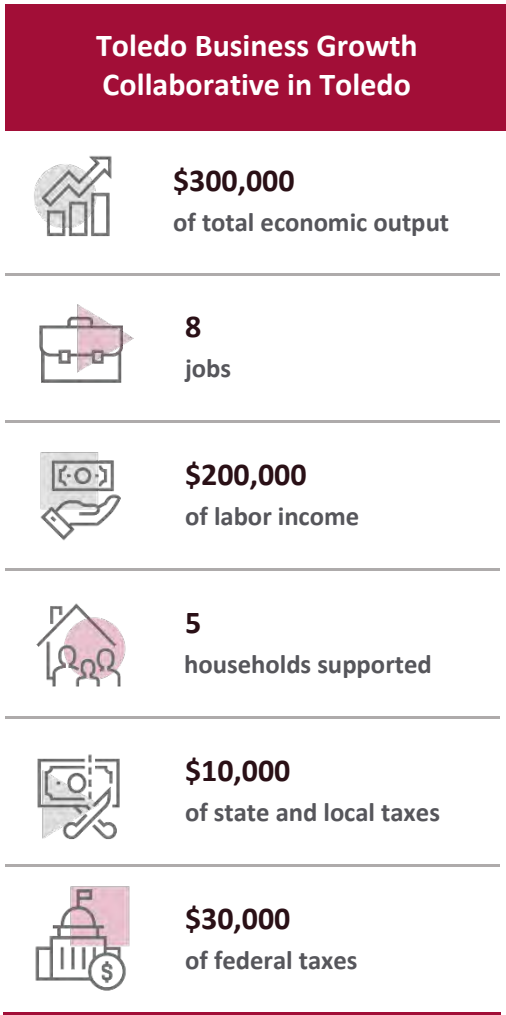 Toledo Business Growth
Collaborative in Toledo
$300,000
of total economic output
8
jobs
$200,000
of labor income
5
households supported
$10,000
of state and local taxes
$30,000
of federal taxes
$